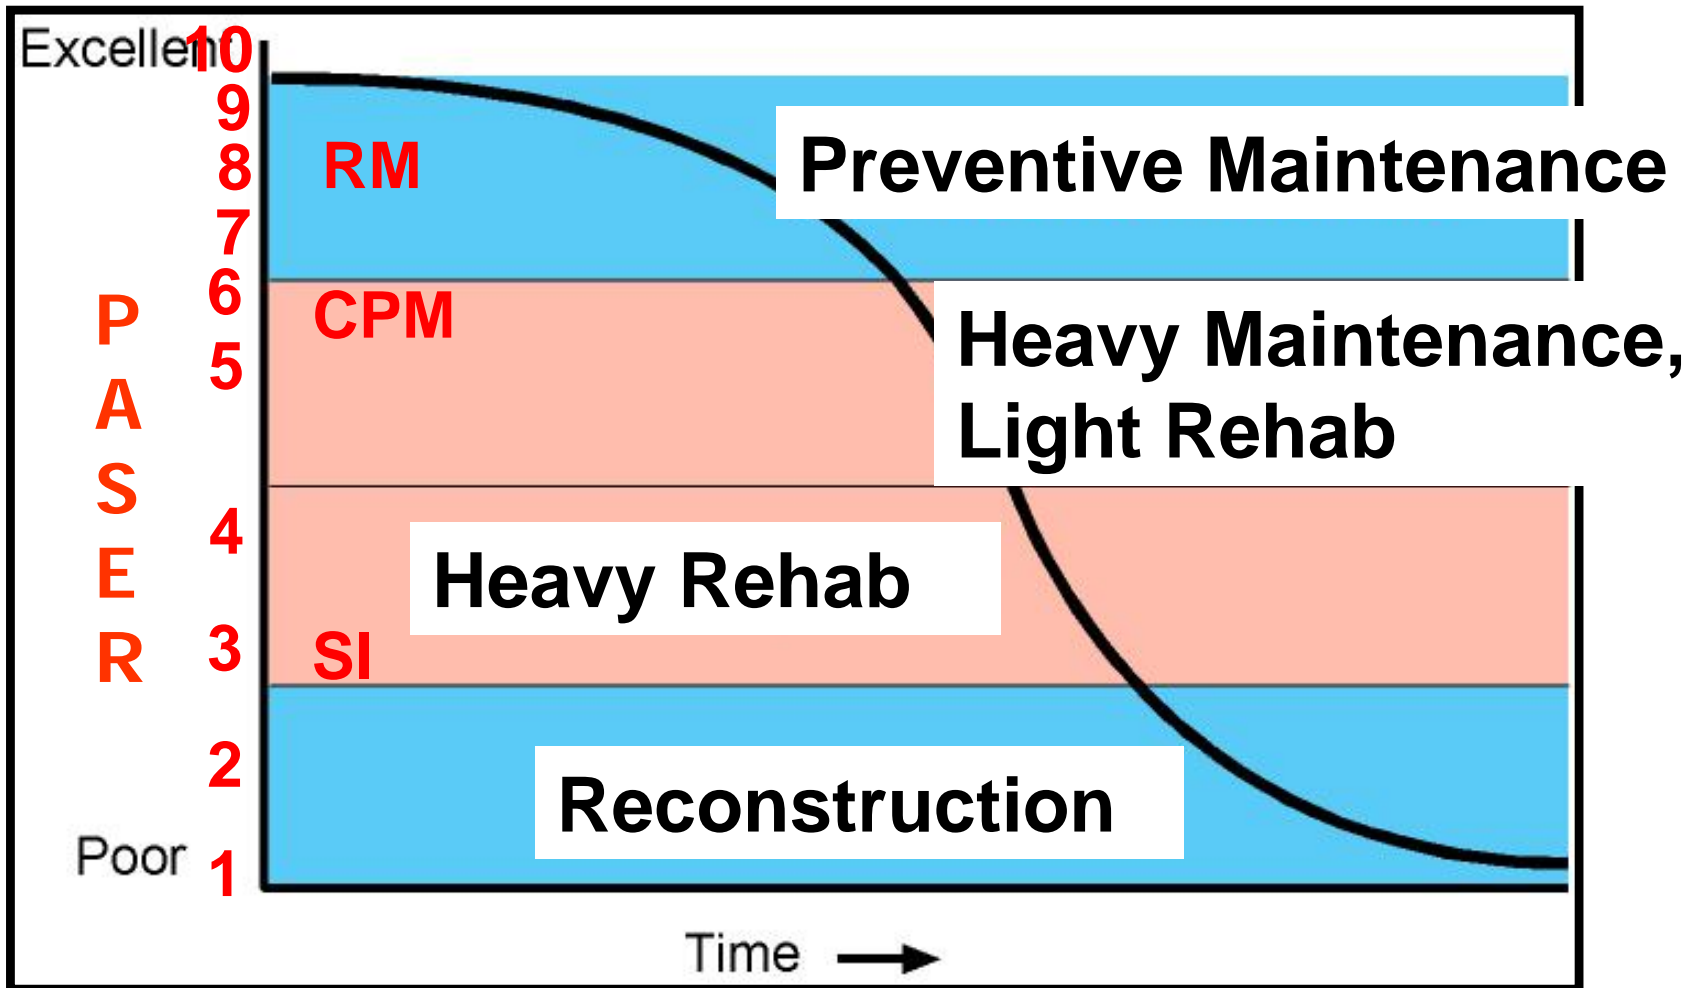 Excellent
10
9
8
7
6
5
4
3
2
1
Poor
P
A
S
E
R
RM
CPM
SI
Preventive Maintenance
Heavy Maintenance,
Light Rehab
Heavy Rehab
Reconstruction
Time